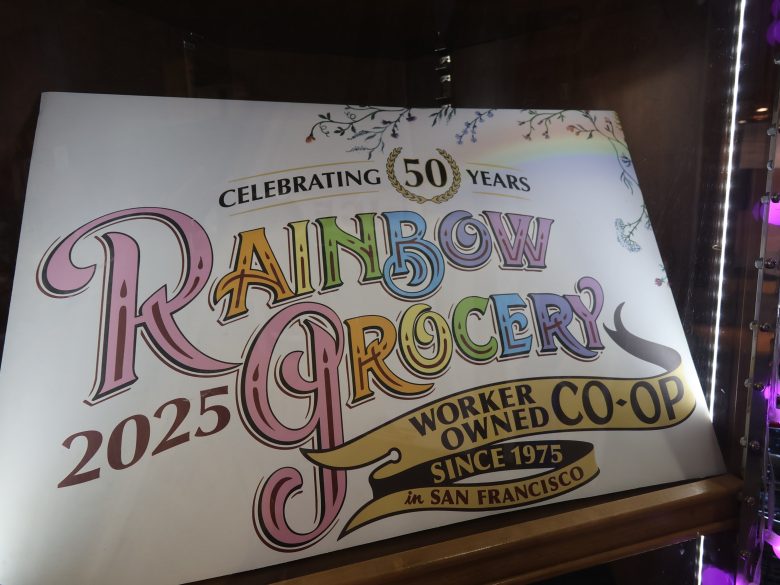 CELEBRATING 50 YEARS
RAINBOW
GROCERY
2025
WORKER
OWNED
CO-OP
SINCE 1975
in SAN FRANCISCO